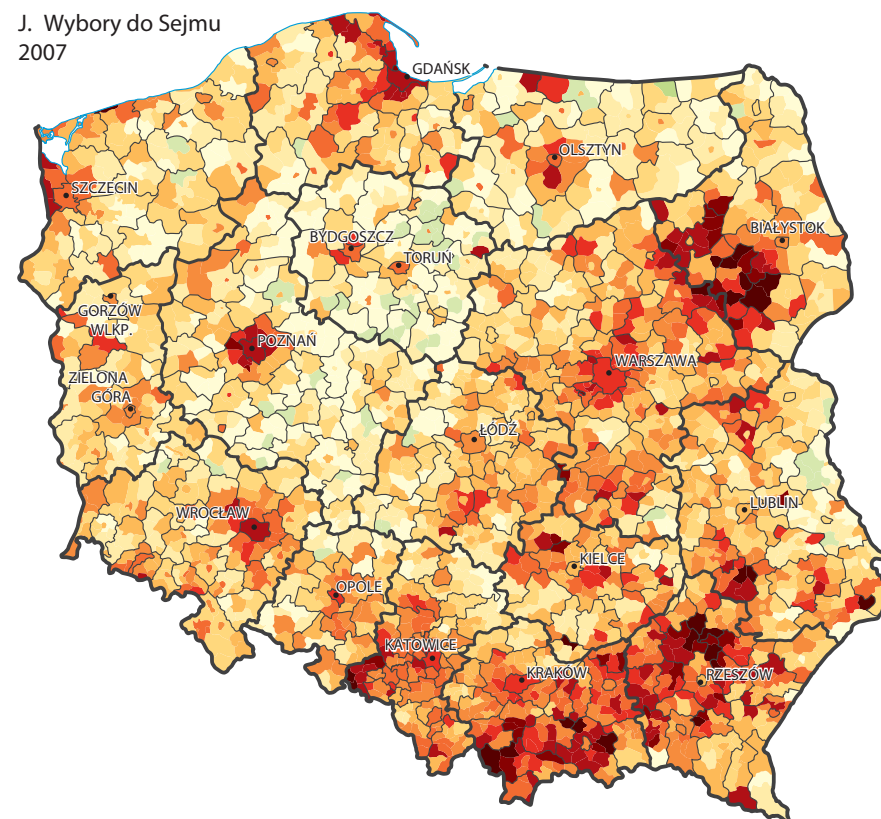 J. Wybory do Sejmu
2007
GDAŃSK
OLSZTYN
SZCZECIN
BIAŁYSTOK
BYDGOSZCZ
TORUŃ
GORZÓW
WLKP.
POZNAŃ
WARSZAWA
ZIELONA
GÓRA
ŁÓDŹ
LUBLIN
WROCŁAW
KIELCE
OPOLE
KATOWICE
KRAKÓW
RZESZÓW